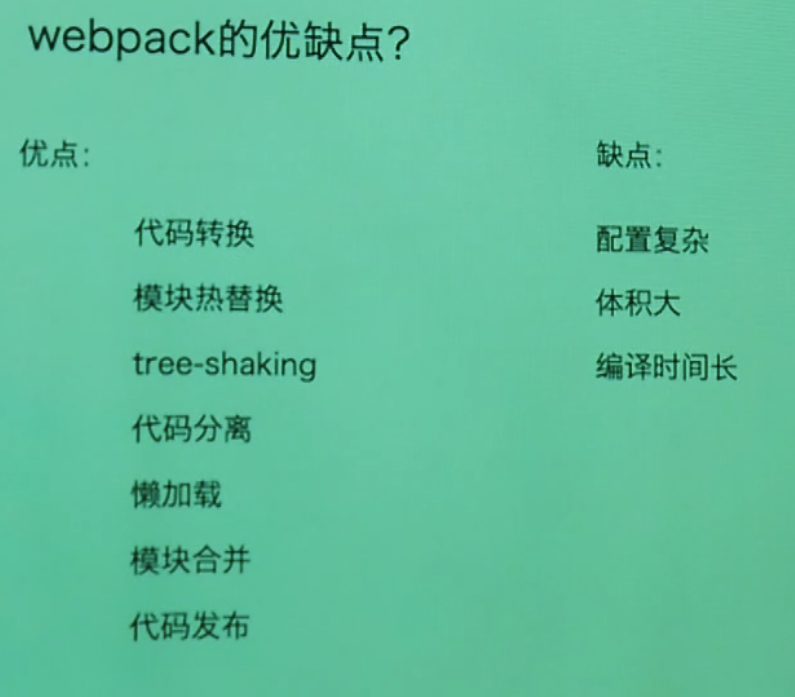 webpack的优缺点?
优点:
代码转换
模块热替换
tree-shaking
代码分离
懒加载
模块合并
代码发布
缺点:
配置复杂
体积大
编译时间长